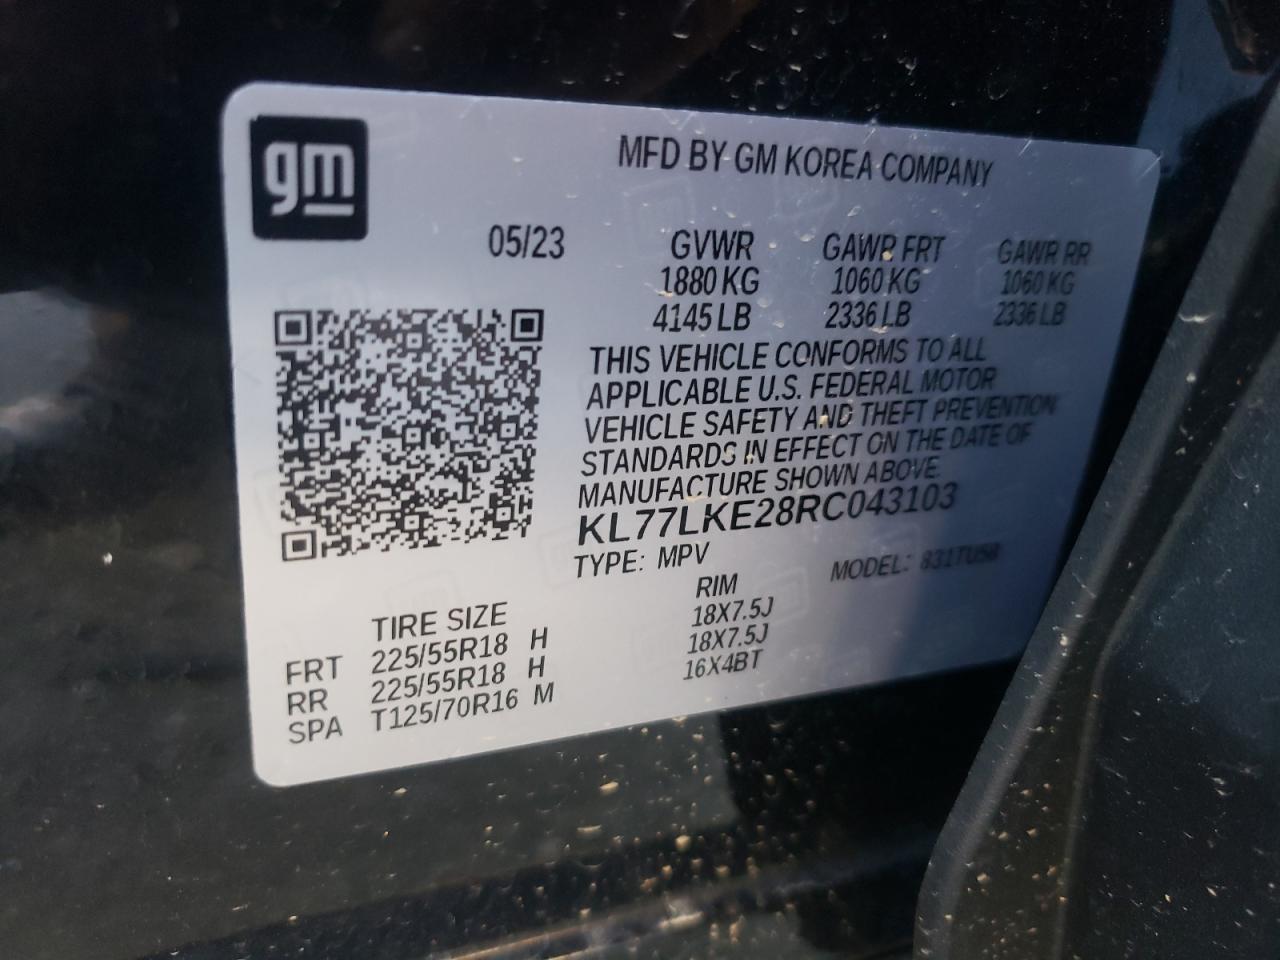 gm
MFD BY GM KOREA COMPANY
05/23 GVWR GAWR FRT GAWR RR
1880 KG 1060 KG 1060 KG
4145 LB 2336 LB 2336 LB
THIS VEHICLE CONFORMS TO ALL
APPLICABLE U.S. FEDERAL MOTOR
VEHICLE SAFETY AND THEFT PREVENTION
STANDARDS IN EFFECT ON THE DATE OF
MANUFACTURE SHOWN ABOVE.
KL77LKE28RC043103
TYPE: MPV MODEL:
TIRE SIZE RIM
FRT 225/55R18 H 18X7.5J
RR 225/55R18 H 18X7.5J
SPA T125/70R16 M 16X4BT